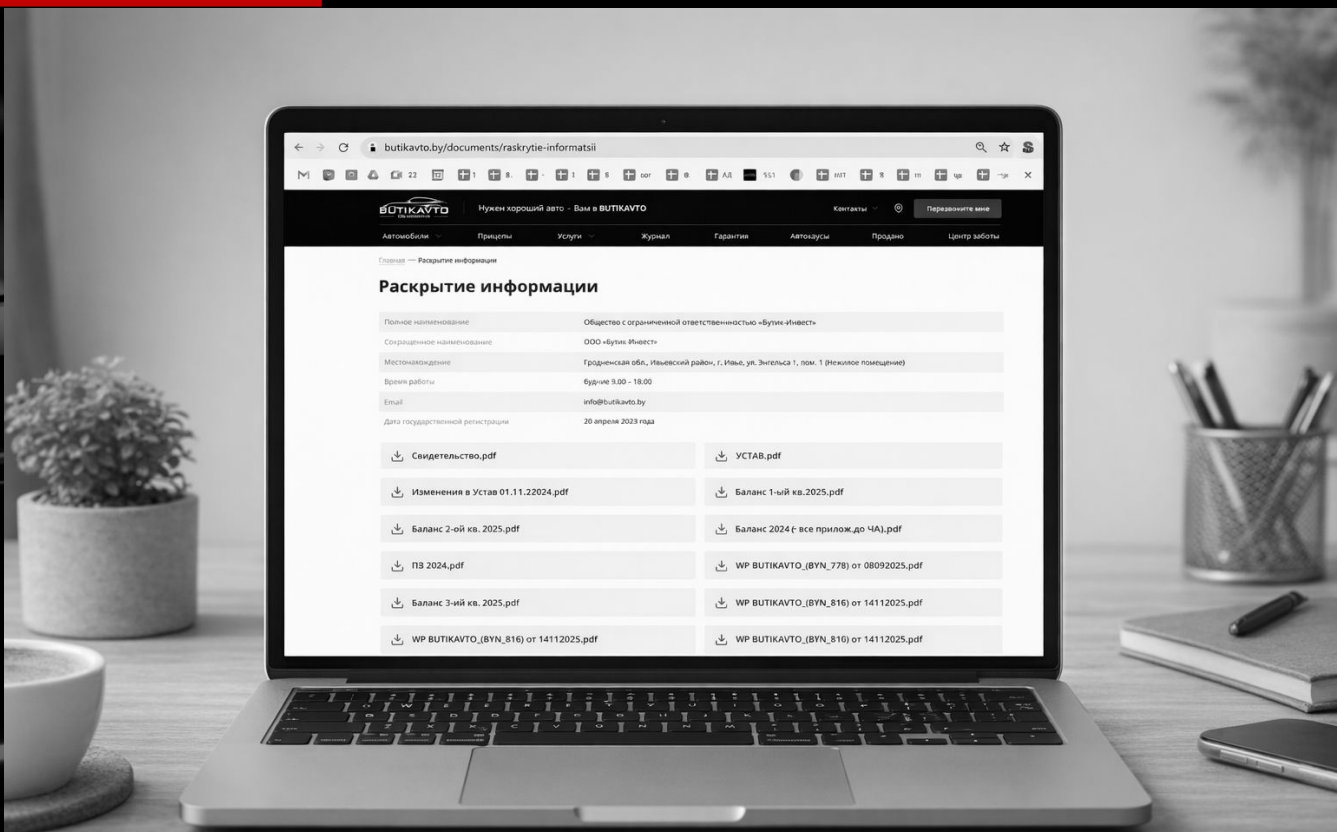 butikavto.by/documents/raskrytie-informatsii
22
BUTIKAVTO
Нужен хороший авто - Вам в BUTIKAVTO
Контакты
Перезвоните мне
Автомобили Прицепы Услуги Журнал Гарантия Автохаусы Продано Центр заботы
Главная — Раскрытие информации
Раскрытие информации
Полное наименование Общество с ограниченной ответственностью «Бутик-Инвест»
Сокращенное наименование ООО «Бутик-Инвест»
Местонахождение Гродненская обл., Ивьевский район, г. Ивье, ул. Энгельса 1, пом. 1 (Нежилое помещение)
Время работы будние 9.00 – 18:00
Email info@butikavto.by
Дата государственной регистрации 20 апреля 2023 года
Свидетельство.pdf УСТАВ.pdf
Изменения в Устав 01.11.22024.pdf Баланс 1-ый кв.2025.pdf
Баланс 2-ой кв. 2025.pdf Баланс 2024 (- все прилож.до ЧА).pdf
ПЗ 2024.pdf WP BUTIKAVTO_(BYN_778) от 08092025.pdf
Баланс 3-ий кв. 2025.pdf WP BUTIKAVTO_(BYN_816) от 14112025.pdf
WP BUTIKAVTO_(BYN_816) от 14112025.pdf WP BUTIKAVTO_(BYN_816) от 14112025.pdf